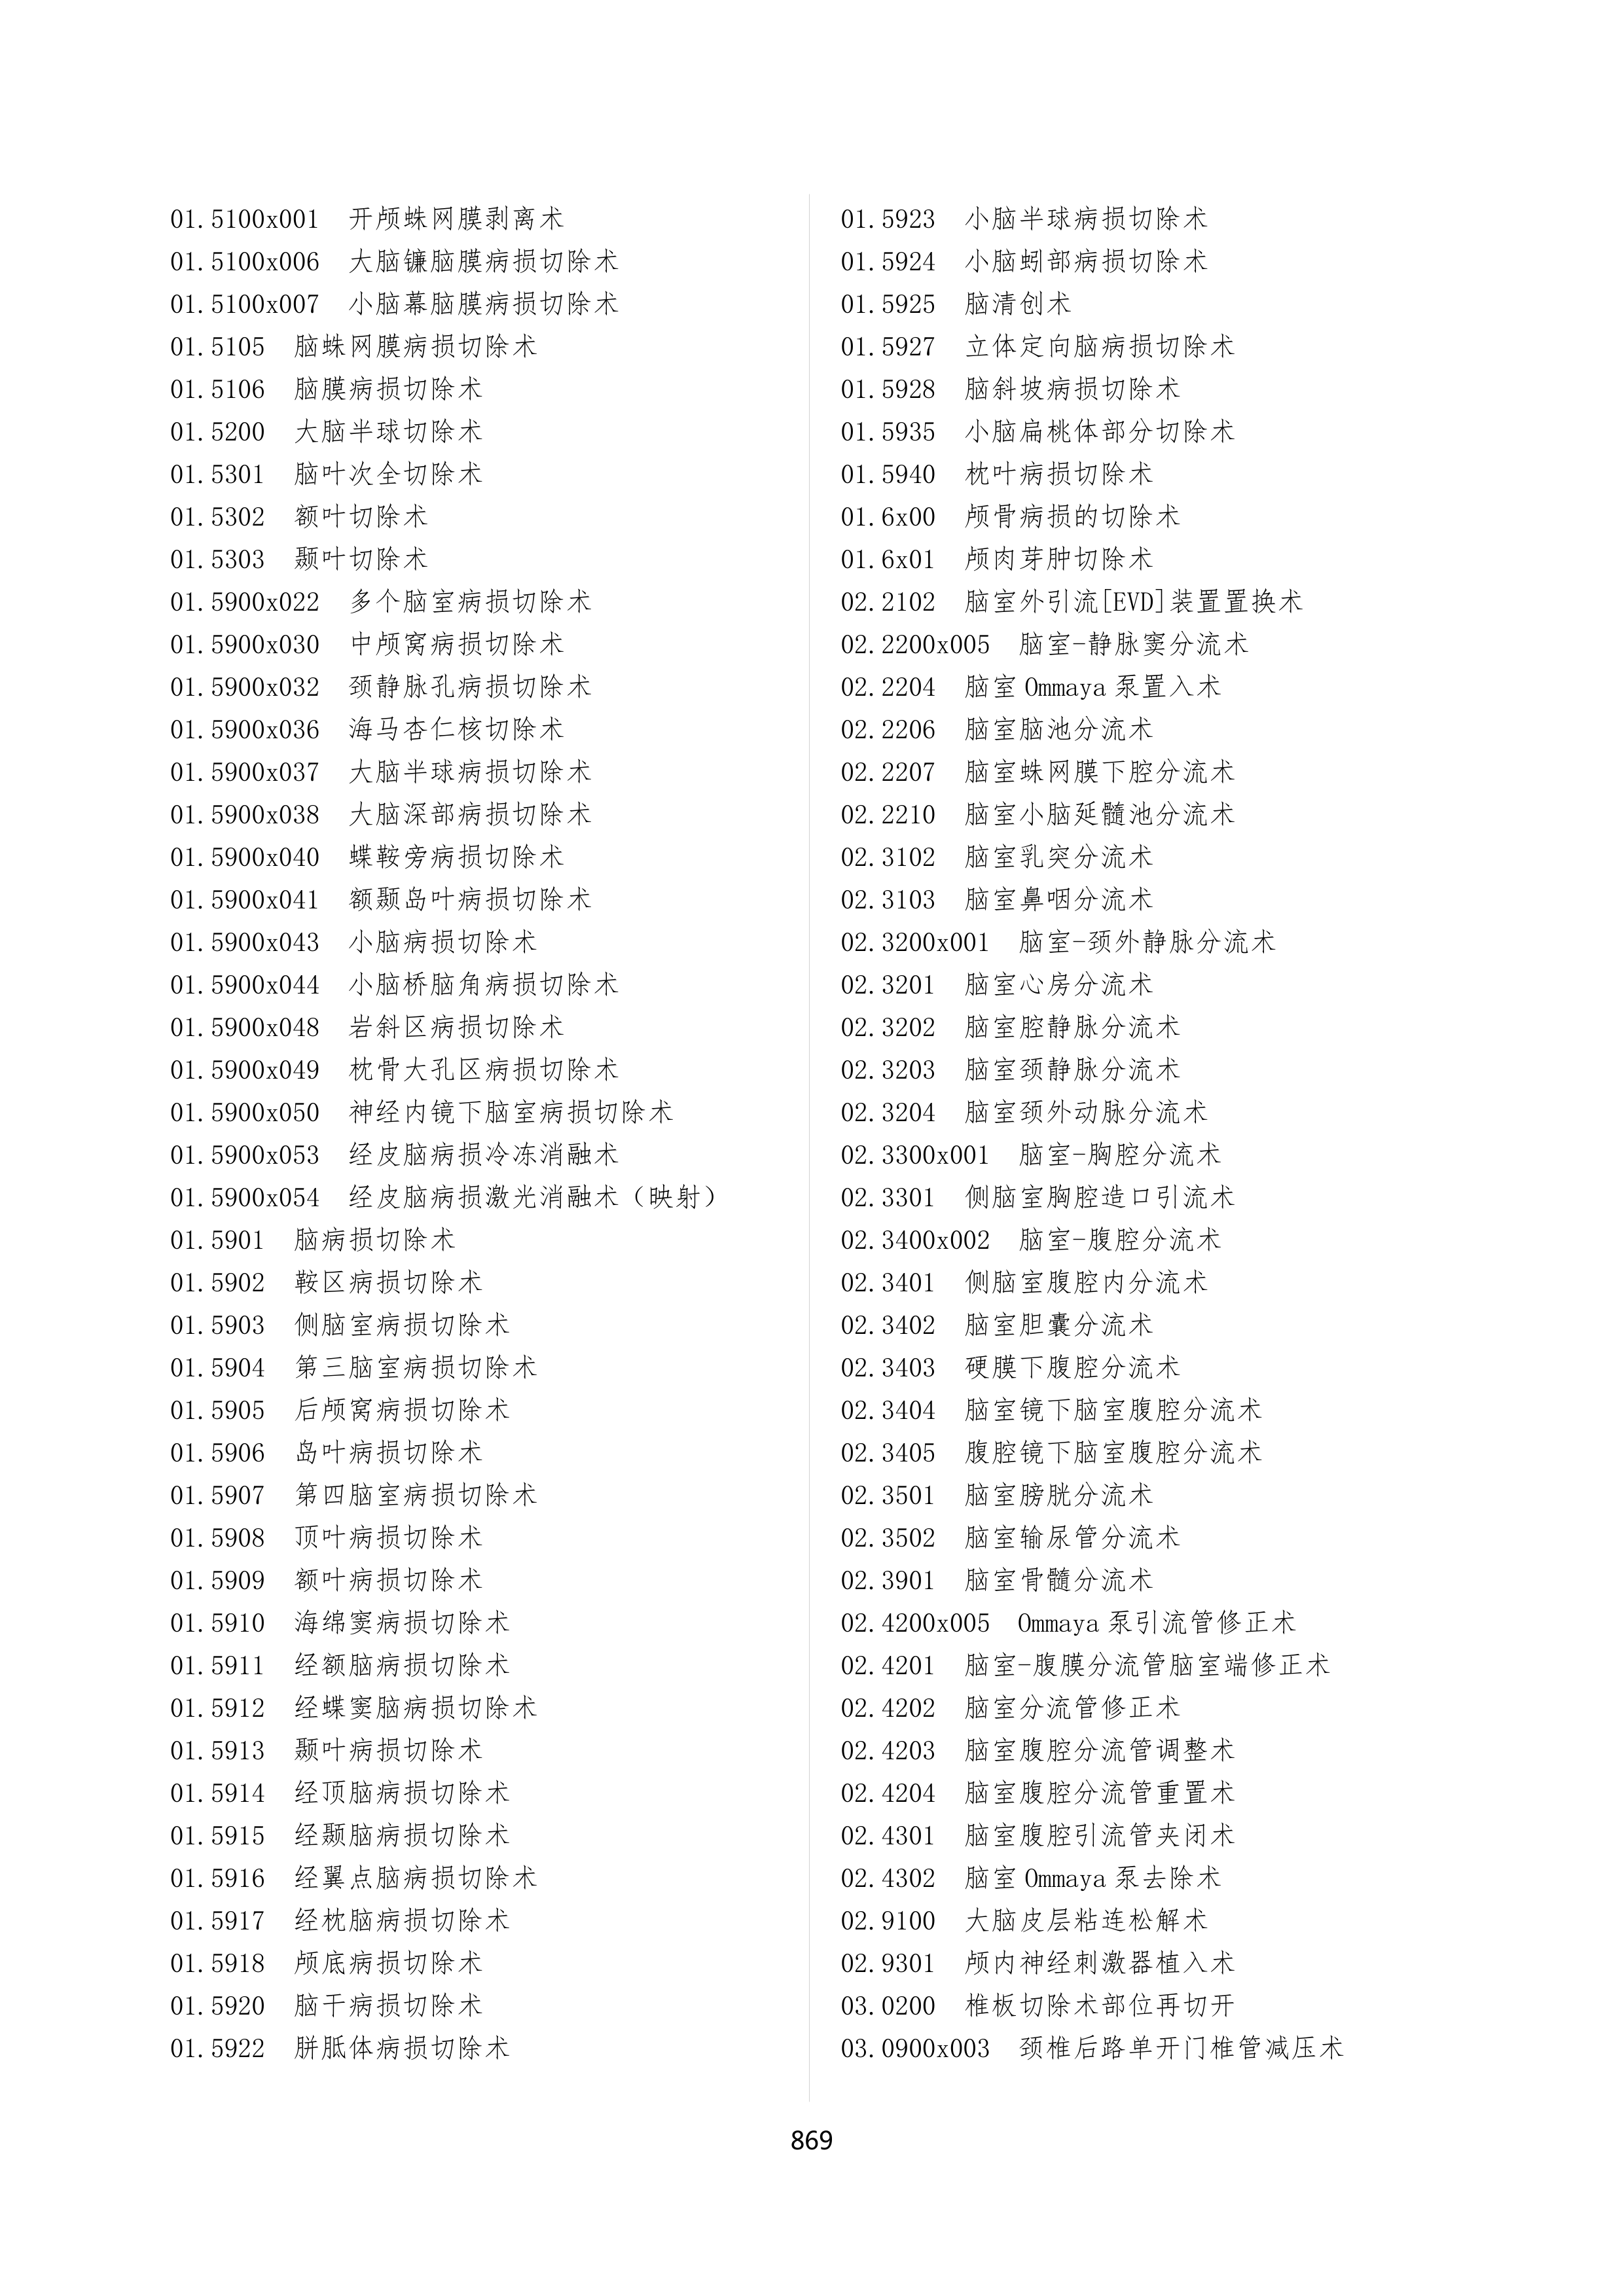 01.5100x001 开颅蛛网膜剥离术
01.5100x006 大脑镰脑膜病损切除术
01.5100x007 小脑幕脑膜病损切除术
01.5105 脑蛛网膜病损切除术
01.5106 脑膜病损切除术
01.5200 大脑半球切除术
01.5301 脑叶次全切除术
01.5302 额叶切除术
01.5303 颞叶切除术
01.5900x022 多个脑室病损切除术
01.5900x030 中颅窝病损切除术
01.5900x032 颈静脉孔病损切除术
01.5900x036 海马杏仁核切除术
01.5900x037 大脑半球病损切除术
01.5900x038 大脑深部病损切除术
01.5900x040 蝶鞍旁病损切除术
01.5900x041 额颞岛叶病损切除术
01.5900x043 小脑病损切除术
01.5900x044 小脑桥脑角病损切除术
01.5900x048 岩斜区病损切除术
01.5900x049 枕骨大孔区病损切除术
01.5900x050 神经内镜下脑室病损切除术
01.5900x053 经皮脑病损冷冻消融术
01.5900x054 经皮脑病损激光消融术（映射）
01.5901 脑病损切除术
01.5902 鞍区病损切除术
01.5903 侧脑室病损切除术
01.5904 第三脑室病损切除术
01.5905 后颅窝病损切除术
01.5906 岛叶病损切除术
01.5907 第四脑室病损切除术
01.5908 顶叶病损切除术
01.5909 额叶病损切除术
01.5910 海绵窦病损切除术
01.5911 经额脑病损切除术
01.5912 经蝶窦脑病损切除术
01.5913 颞叶病损切除术
01.5914 经顶脑病损切除术
01.5915 经颞脑病损切除术
01.5916 经翼点脑病损切除术
01.5917 经枕脑病损切除术
01.5918 颅底病损切除术
01.5920 脑干病损切除术
01.5922 胼胝体病损切除术
01.5923 小脑半球病损切除术
01.5924 小脑蚓部病损切除术
01.5925 脑清创术
01.5927 立体定向脑病损切除术
01.5928 脑斜坡病损切除术
01.5935 小脑扁桃体部分切除术
01.5940 枕叶病损切除术
01.6x00 颅骨病损的切除术
01.6x01 颅肉芽肿切除术
02.2102 脑室外引流[EVD]装置置换术
02.2200x005 脑室-静脉窦分流术
02.2204 脑室 Ommaya 泵置入术
02.2206 脑室脑池分流术
02.2207 脑室蛛网膜下腔分流术
02.2210 脑室小脑延髓池分流术
02.3102 脑室乳突分流术
02.3103 脑室鼻咽分流术
02.3200x001 脑室-颈外静脉分流术
02.3201 脑室心房分流术
02.3202 脑室腔静脉分流术
02.3203 脑室颈静脉分流术
02.3204 脑室颈外动脉分流术
02.3300x001 脑室-胸腔分流术
02.3301 侧脑室胸腔造口引流术
02.3400x002 脑室-腹腔分流术
02.3401 侧脑室腹腔内分流术
02.3402 脑室胆囊分流术
02.3403 硬膜下腹腔分流术
02.3404 脑室镜下脑室腹腔分流术
02.3405 腹腔镜下脑室腹腔分流术
02.3501 脑室膀胱分流术
02.3502 脑室输尿管分流术
02.3901 脑室骨髓分流术
02.4200x005 Ommaya 泵引流管修正术
02.4201 脑室-腹膜分流管脑室端修正术
02.4202 脑室分流管修正术
02.4203 脑室腹腔分流管调整术
02.4204 脑室腹腔分流管重置术
02.4301 脑室腹腔引流管夹闭术
02.4302 脑室 Ommaya 泵去除术
02.9100 大脑皮层粘连松解术
02.9301 颅内神经刺激器植入术
03.0200 椎板切除术部位再切开
03.0900x003 颈椎后路单开门椎管减压术
869